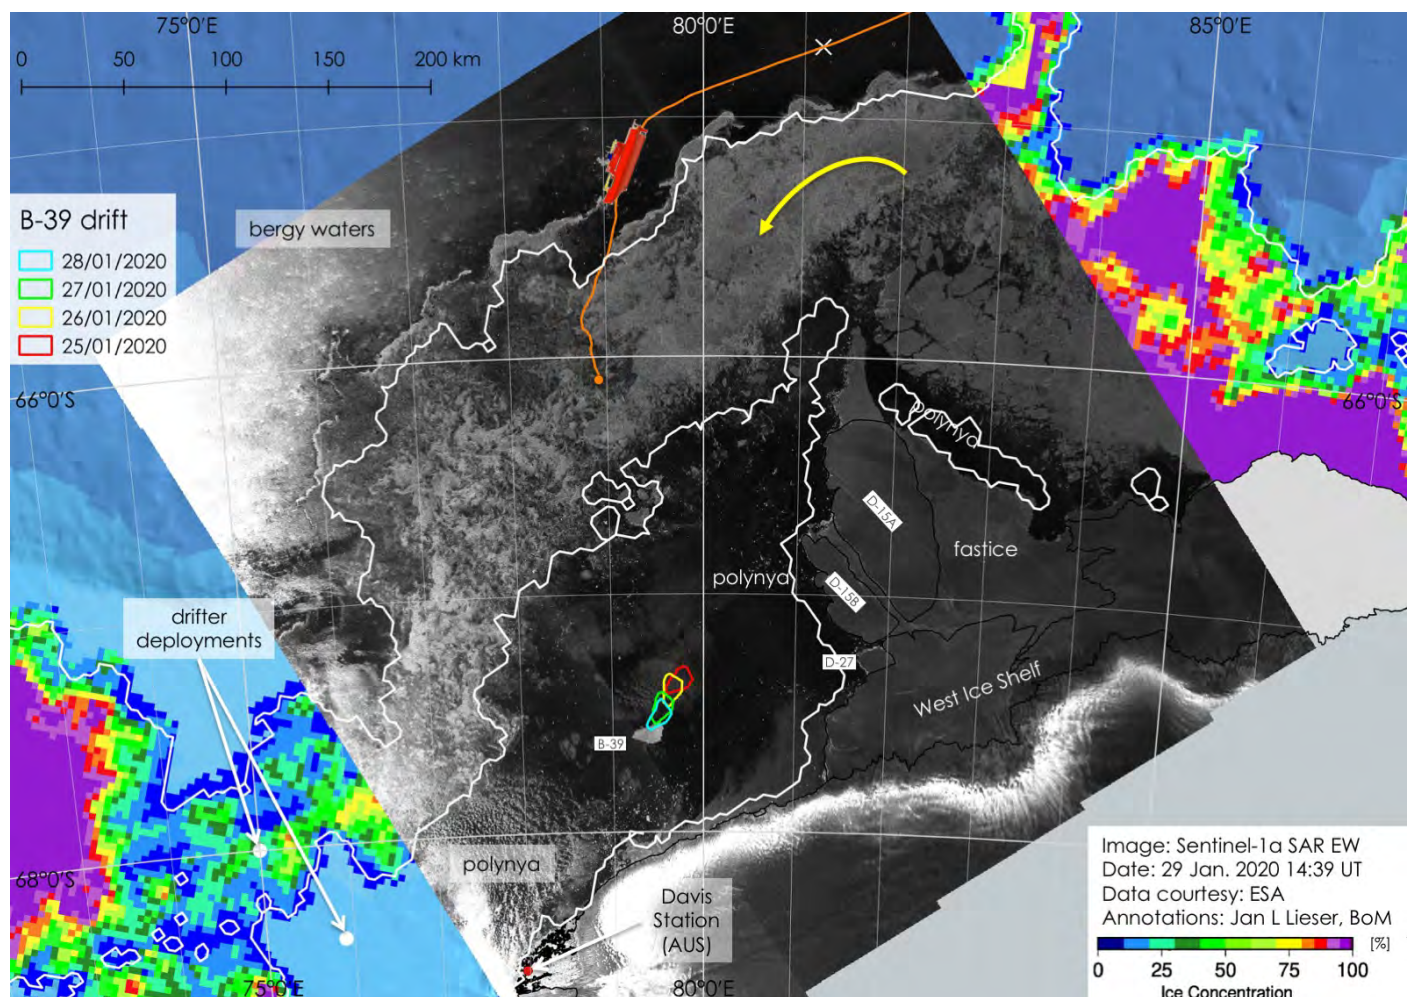 75°0'E
80°0'E
85°0'E
0 50 100 150 200 km
B-39 drift
28/01/2020
27/01/2020
26/01/2020
25/01/2020
bergy waters
66°0'S
66°0'S
polynya
D-15A
fastice
polynya
D-15B
drifter
deployments
D-27
West Ice Shelf
B-39
polynya
68°0'S
Davis
Station
(AUS)
75°0'E
80°0'E
Image: Sentinel-1a SAR EW
Date: 29 Jan. 2020 14:39 UT
Data courtesy: ESA
Annotations: Jan L Lieser, BoM
[%]
0 25 50 75 100
Ice Concentration